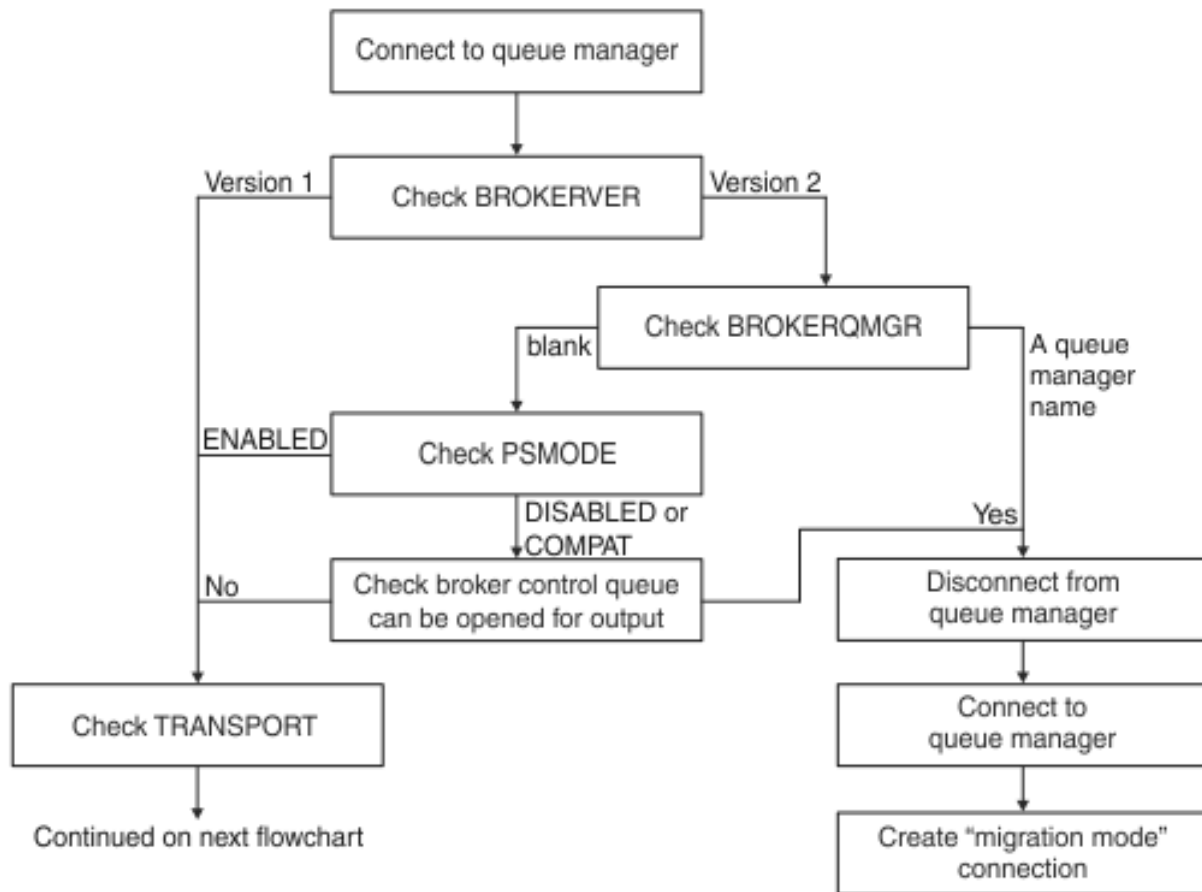 Connect to queue manager
Version 1
Check BROKERVER
Version 2
Check BROKERQMGR
blank
A queue
manager
name
ENABLED
Check PSMODE
DISABLED or
COMPAT
Yes
No
Check broker control queue
can be opened for output
Disconnect from
queue manager
Check TRANSPORT
Connect to
queue manager
Continued on next flowchart
Create “migration mode”
connection